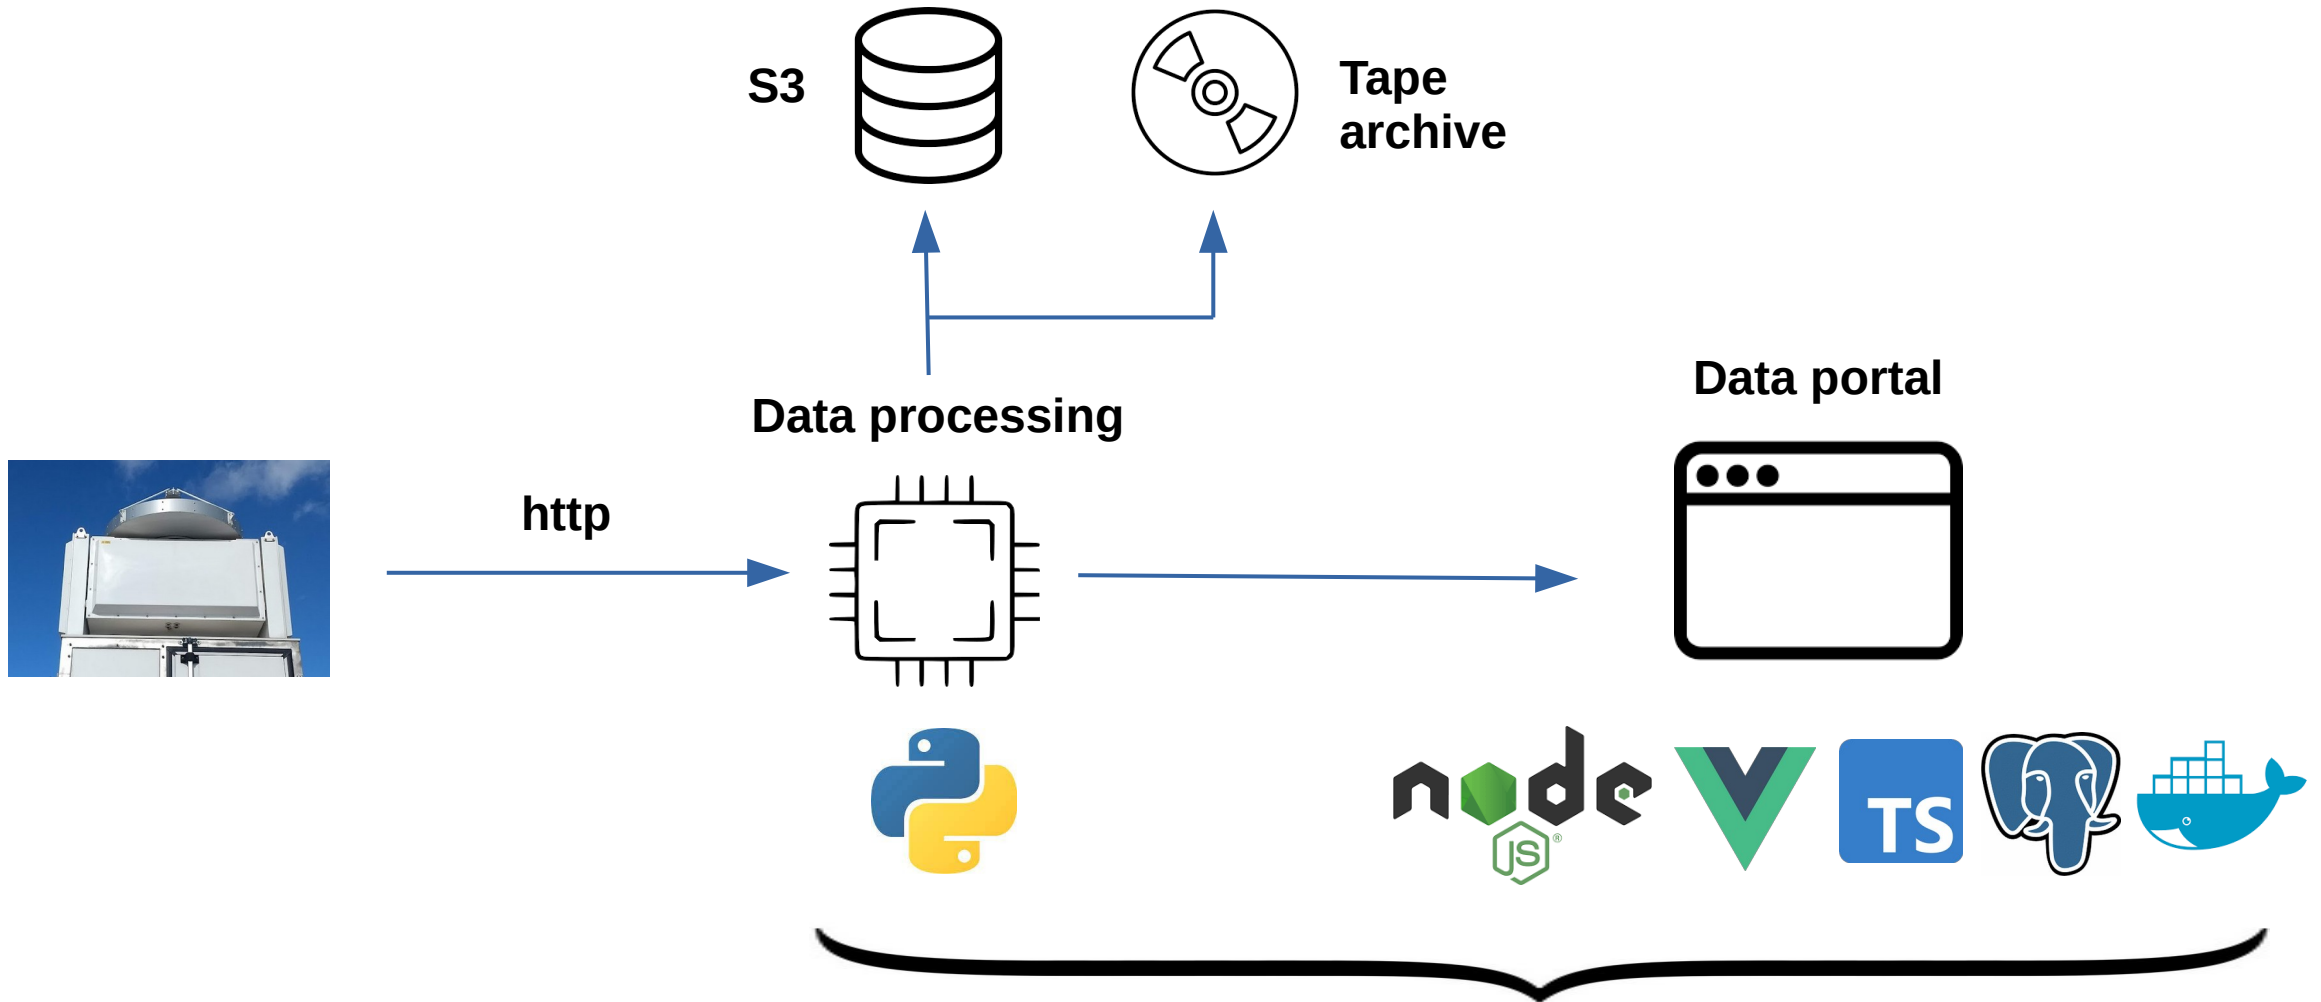 S3
Tape
archive
Data processing
Data portal
http
node
JS
®
TS